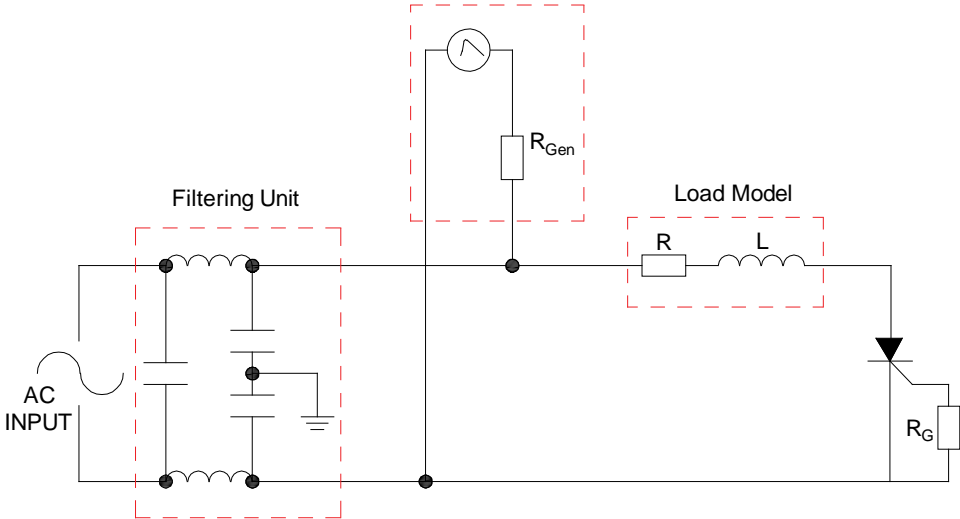 R_Gen
Filtering Unit
Load Model
R
L
AC
INPUT
R_G